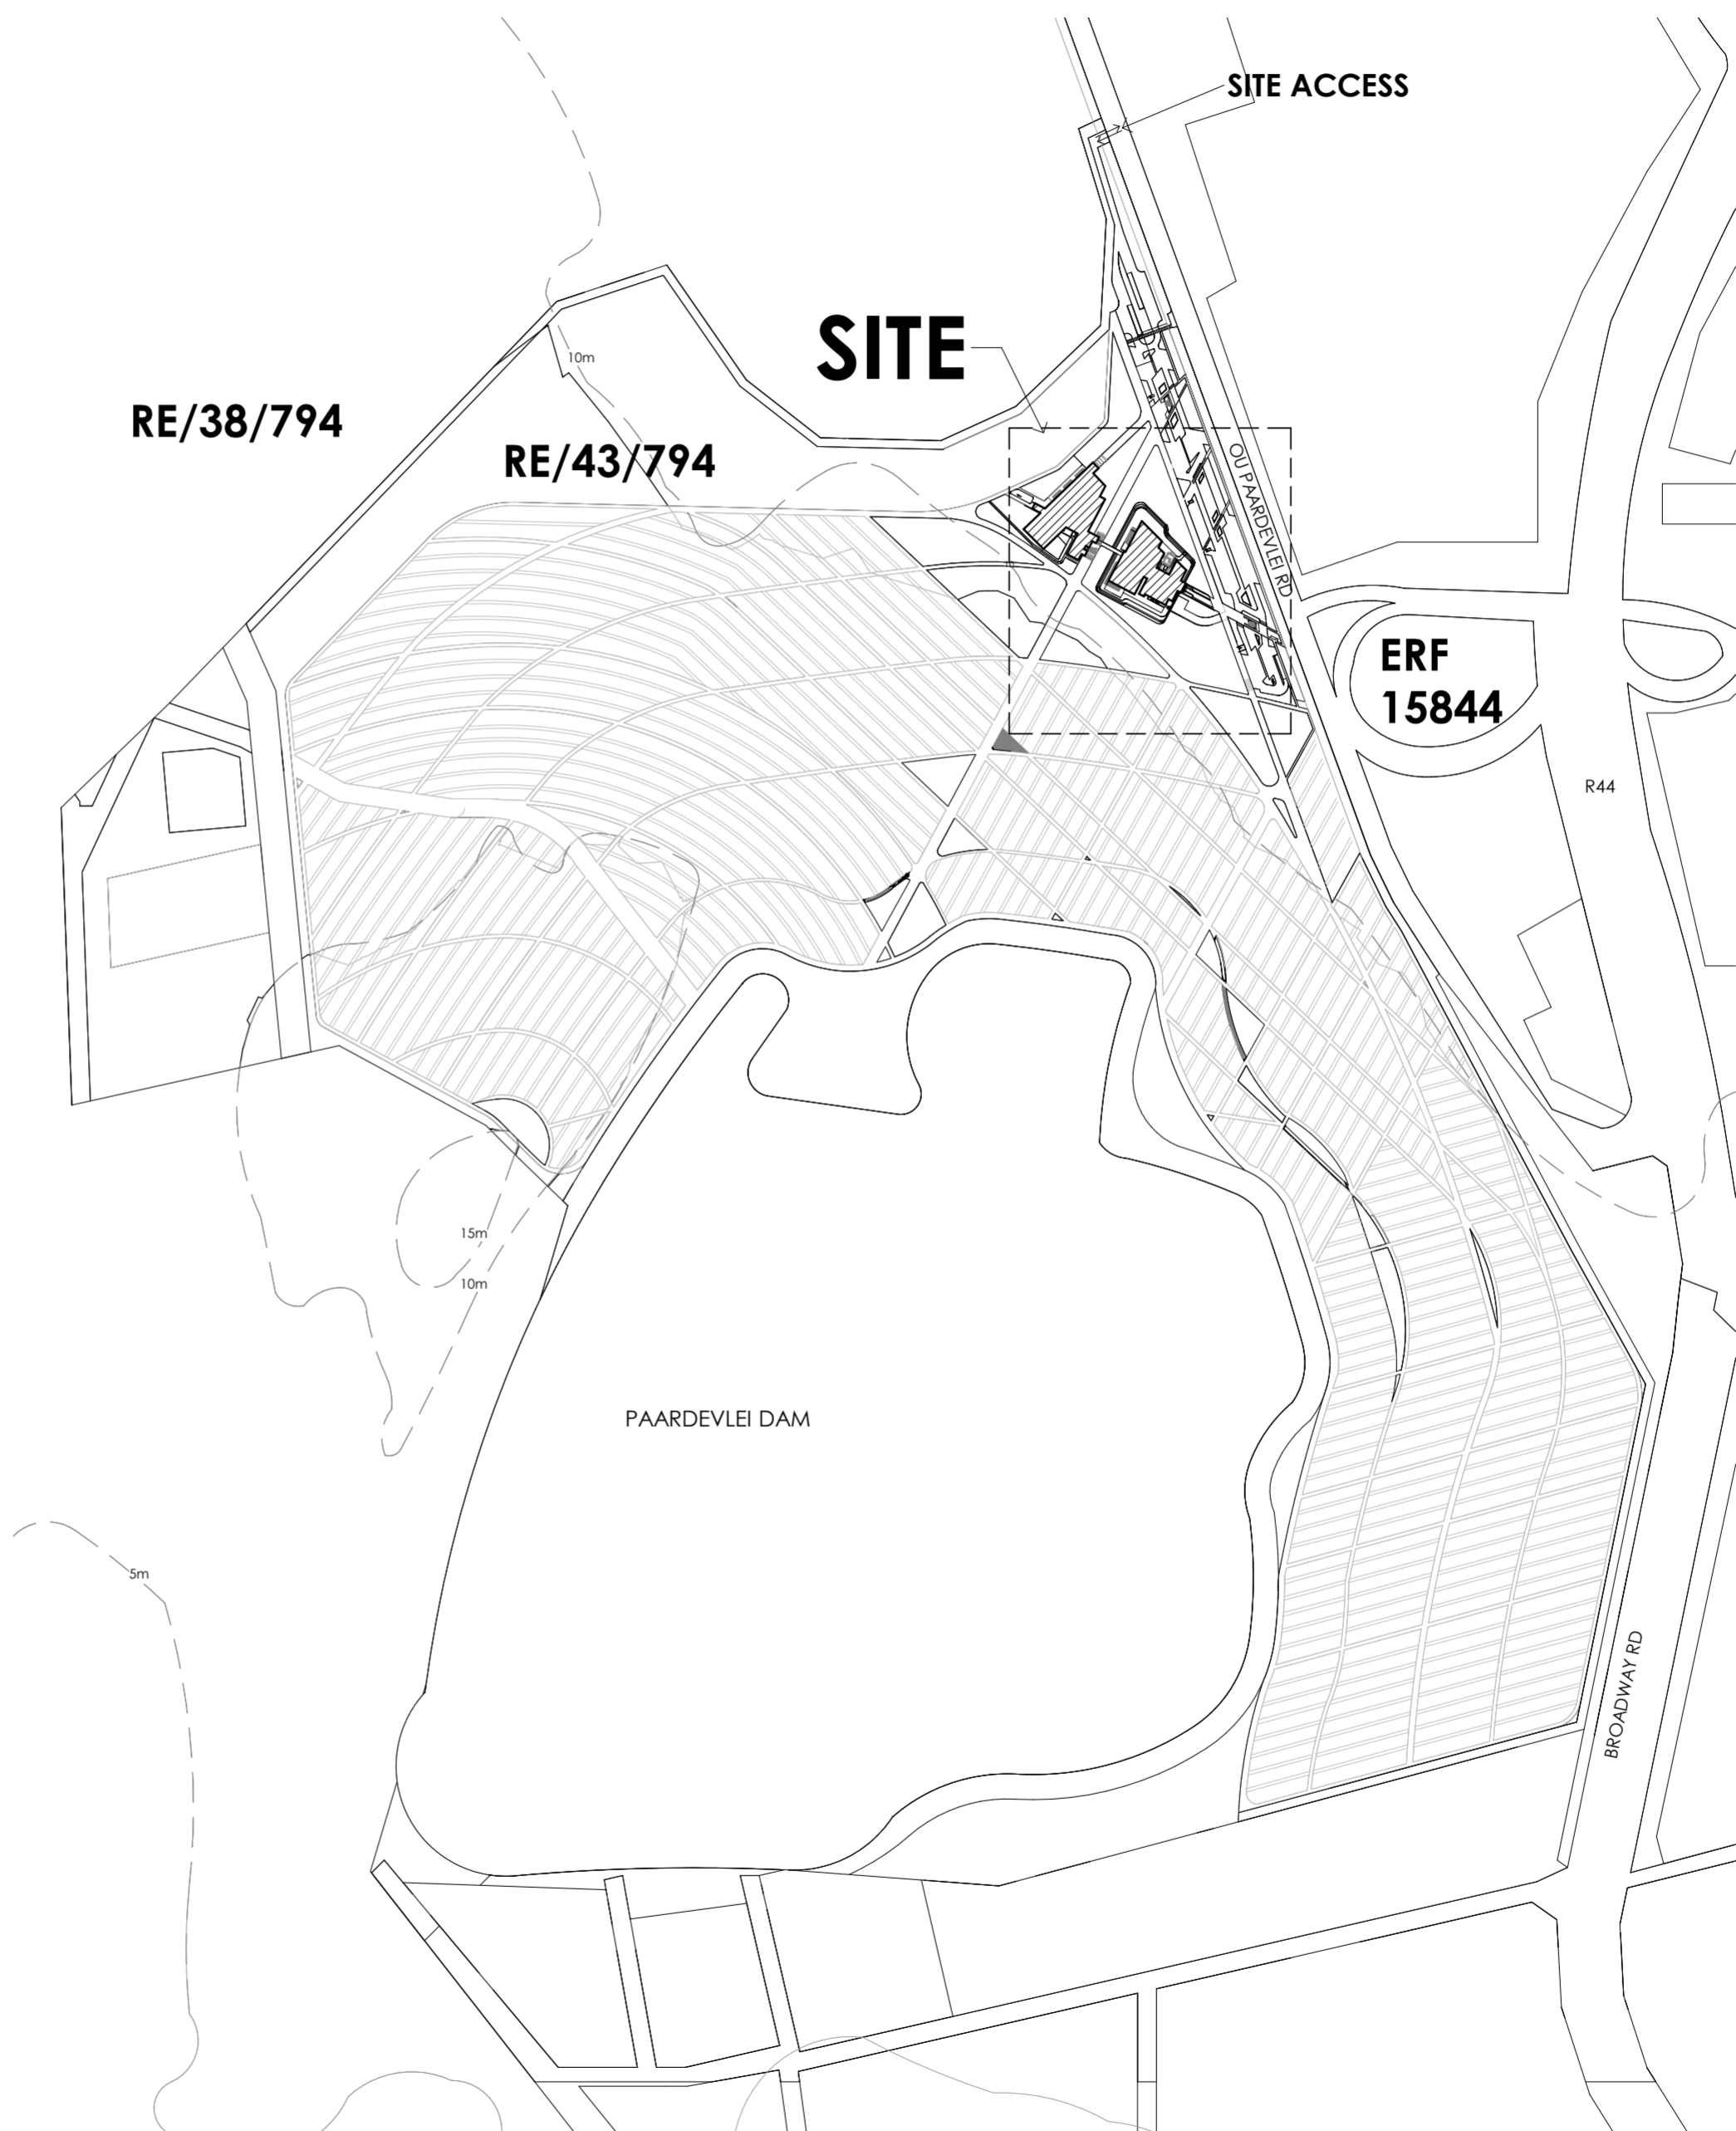 SITE ACCESS
SITE
10m
RE/38/794
RE/43/794
OU PAARDEVLEI RD
ERF
15844
R44
15m
10m
PAARDEVLEI DAM
5m
BROADWAY RD